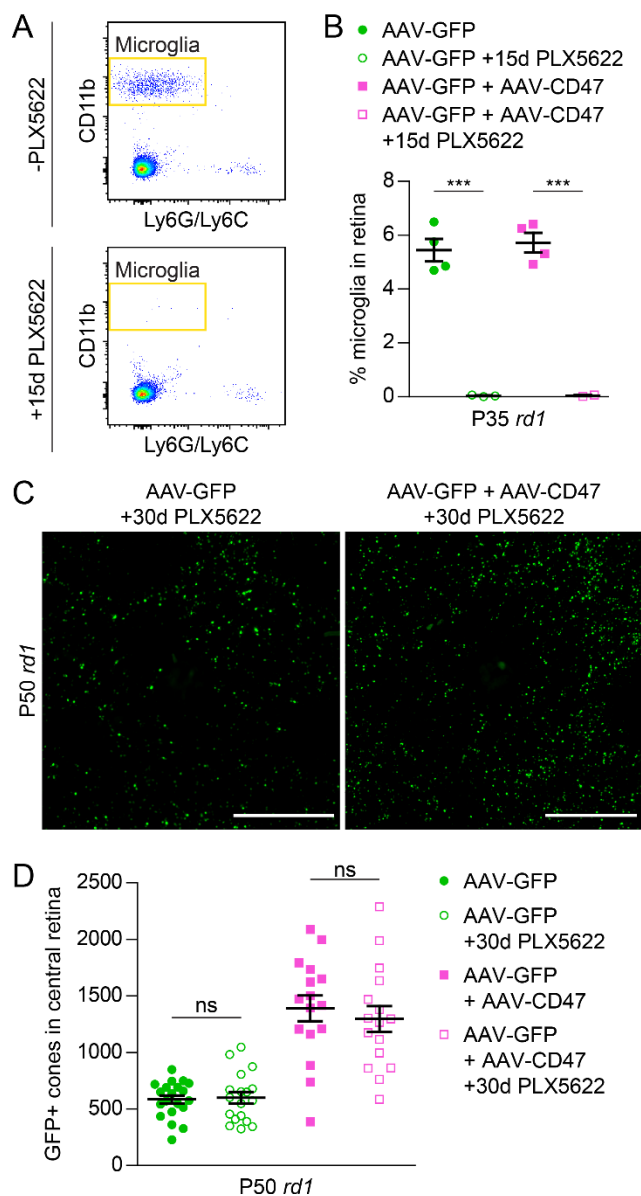 A
-PLX5622
Microglia
CD11b
Ly6G/Ly6C
+15d PLX5622
Microglia
CD11b
Ly6G/Ly6C
B
AAV-GFP
AAV-GFP +15d PLX5622
AAV-GFP + AAV-CD47
AAV-GFP + AAV-CD47
+15d PLX5622
% microglia in retina
8
6
4
2
0
***
***
P35 rd1
C
AAV-GFP
+30d PLX5622
AAV-GFP + AAV-CD47
+30d PLX5622
P50 rd1
D
GFP+ cones in central retina
2500
2000
1500
1000
500
0
ns
ns
P50 rd1
AAV-GFP
AAV-GFP
+30d PLX5622
AAV-GFP
+ AAV-CD47
AAV-GFP
+ AAV-CD47
+30d PLX5622